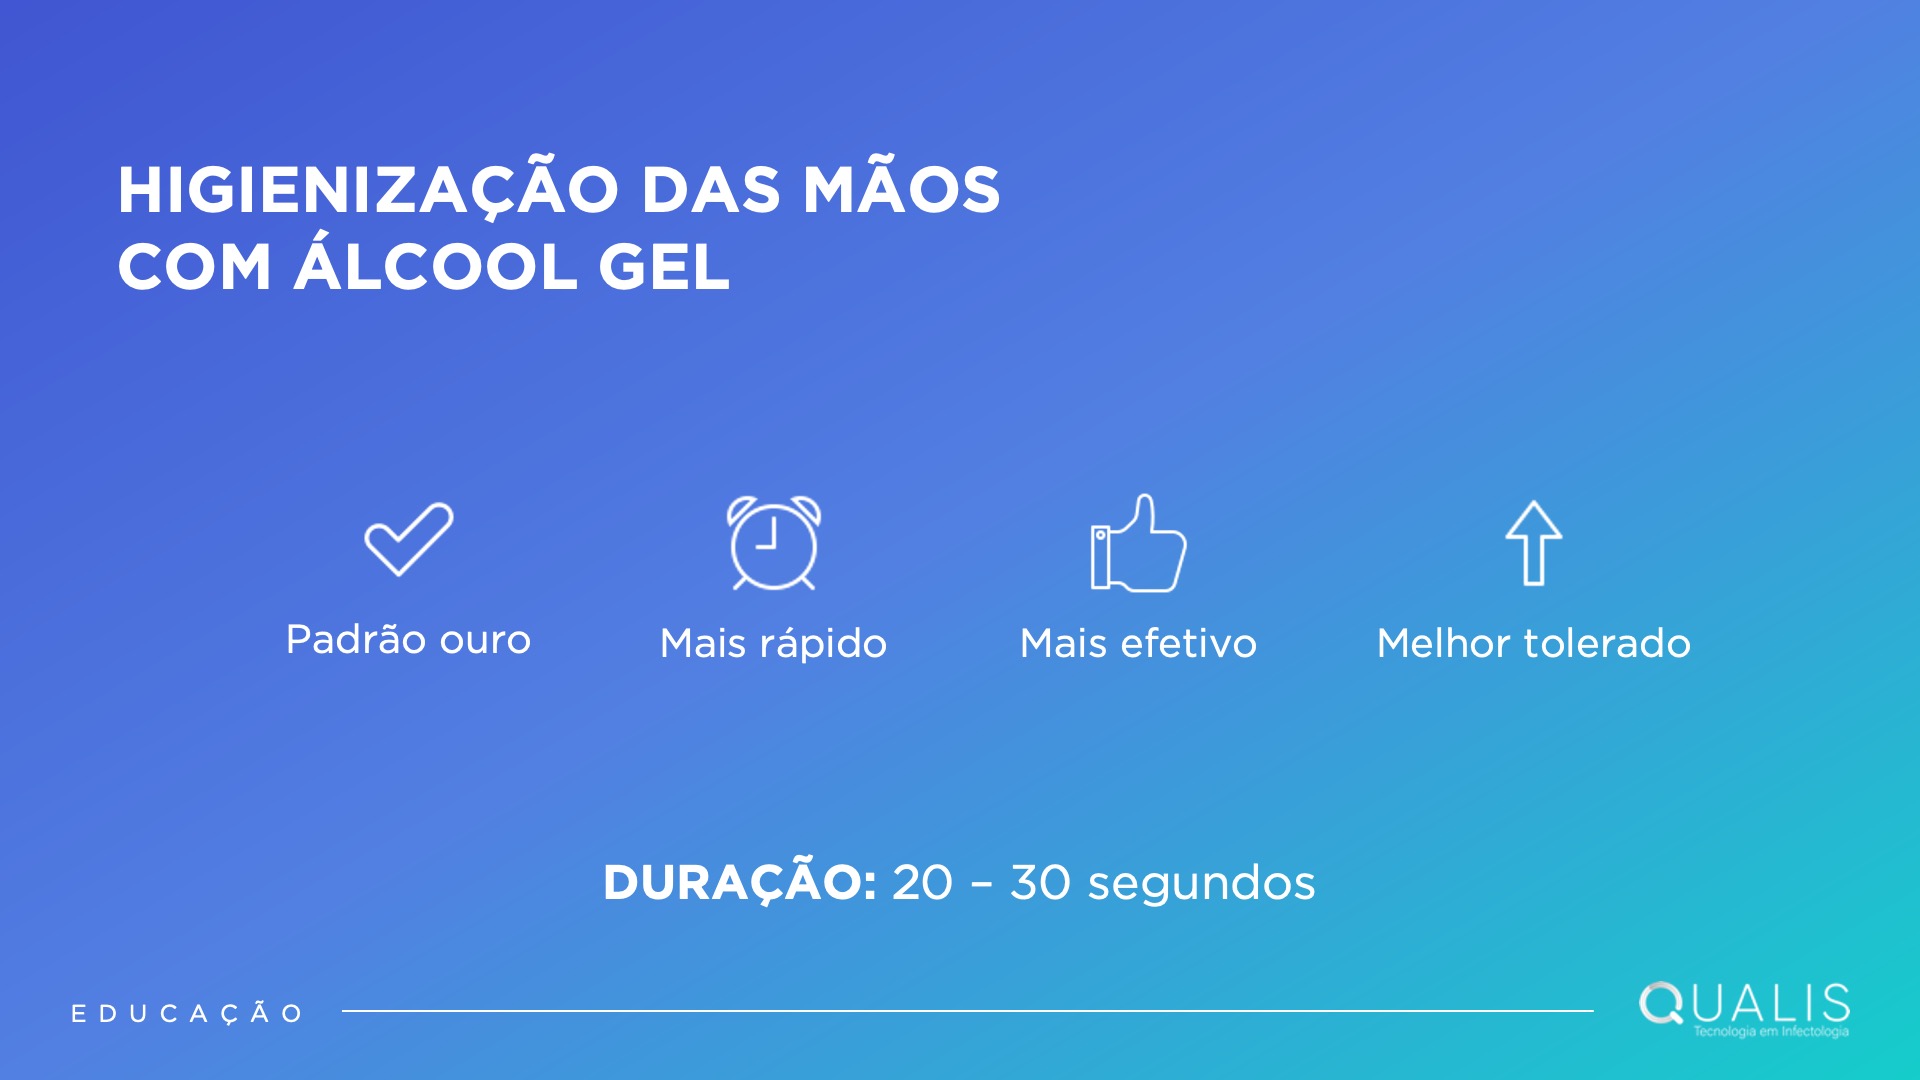 HIGIENIZAÇÃO DAS MÃOS
COM ÁLCOOL GEL
Padrão ouro
Mais rápido
Mais efetivo
Melhor tolerado
DURAÇÃO: 20 – 30 segundos
EDUCAÇÃO
QUALIS
Tecnologia em Infectologia